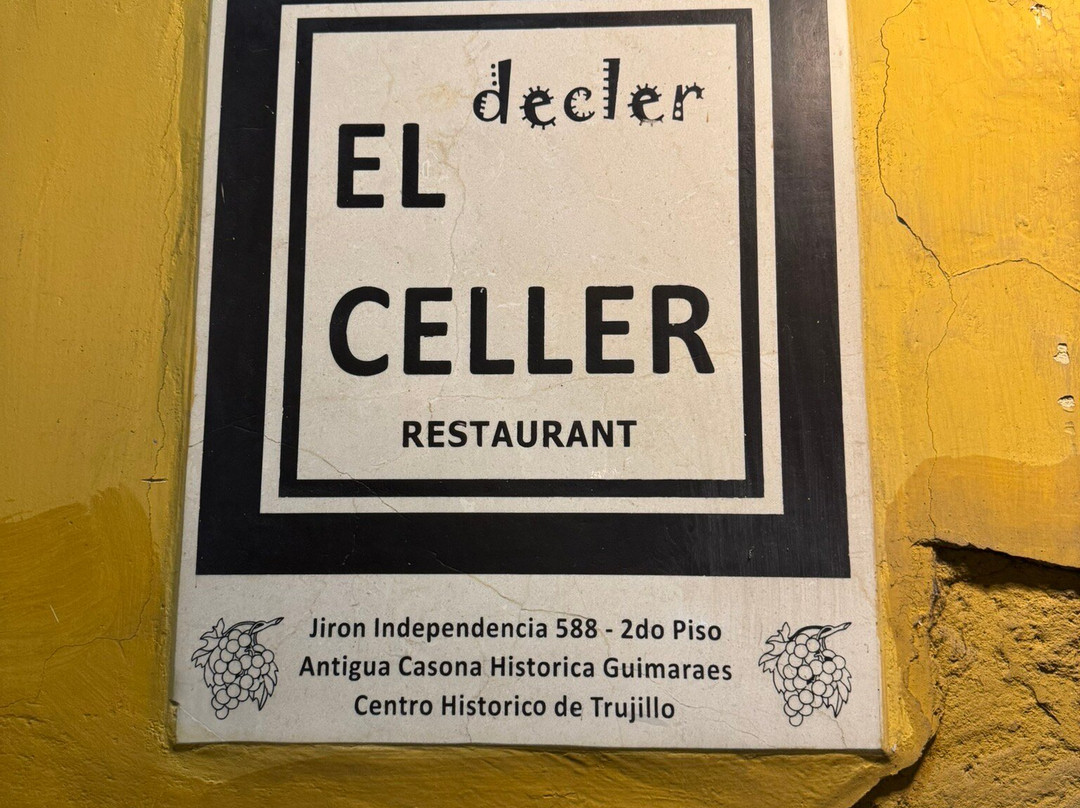 decler
EL
CELLER
RESTAURANT
Jiron Independencia 588 - 2do Piso
Antigua Casona Historica Guimaraes
Centro Historico de Trujillo